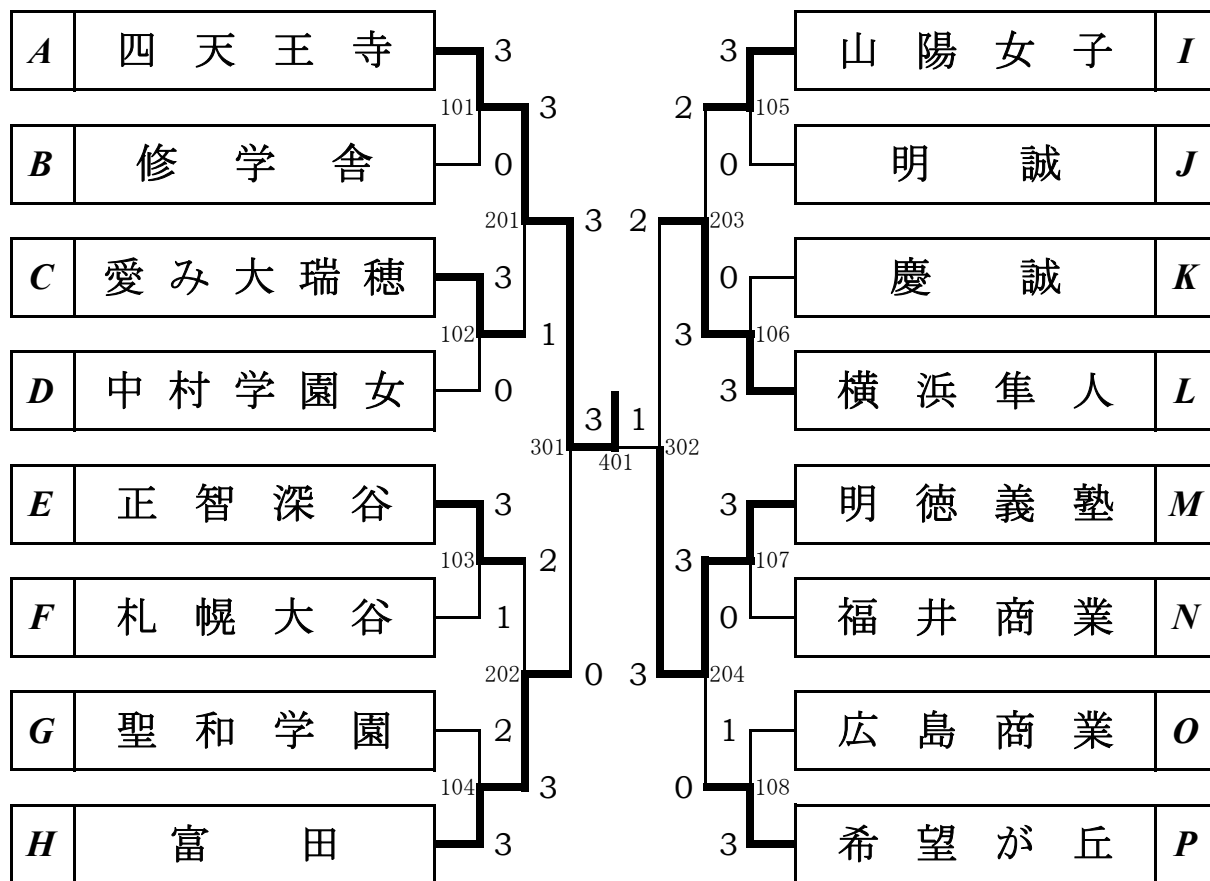 A 四天王寺 3 3 山陽女子 I
101 3 2 105
B 修学舎 0 0 明誠 J
201 3 2 203
C 愛み大瑞穂 3 0 慶誠 K
102 1 3 106
D 中村学園女 0 3 横浜隼人 L
3 1
301 401 302
E 正智深谷 3 3 明徳義塾 M
103 2 3 107
F 札幌大谷 1 0 福井商業 N
202 0 3 204
G 聖和学園 2 1 広島商業 O
104 3 0 108
H 富田 3 3 希望が丘 P